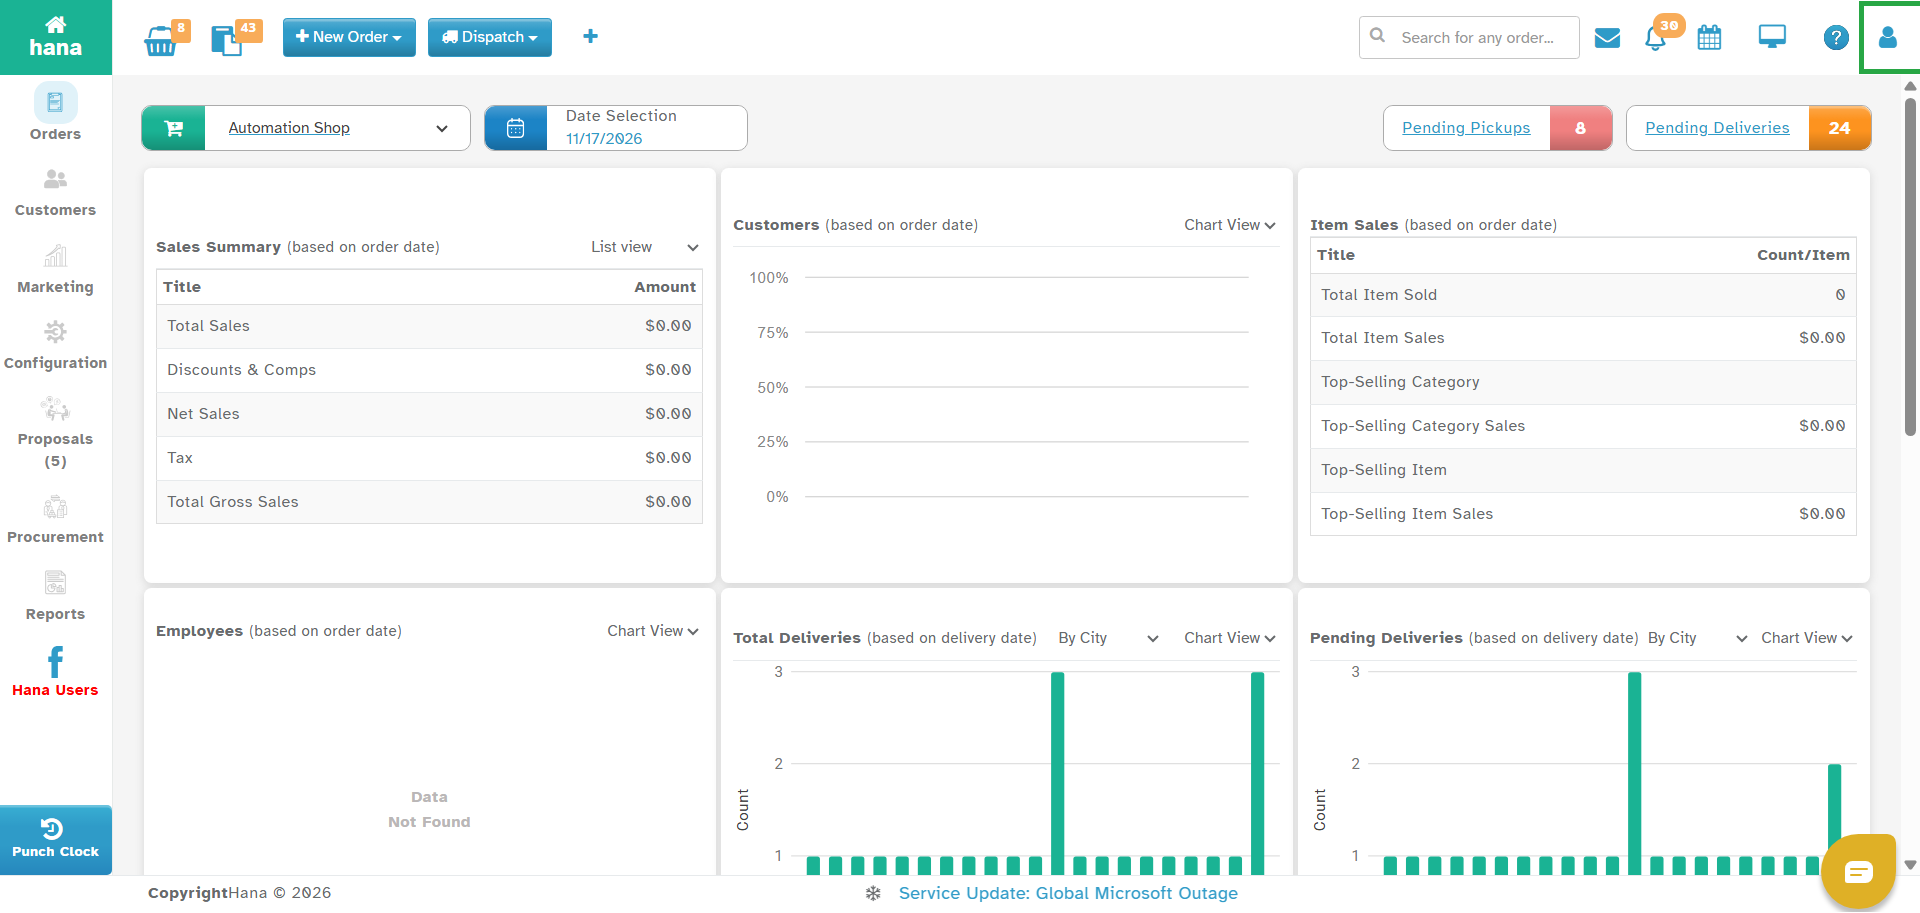 hana
8
43
New Order
Dispatch
Search for any order...
30
Orders
Customers
Marketing
Configuration
Proposals
(5)
Procurement
Reports
Hana Users
Punch Clock
Automation Shop
Date Selection
11/17/2026
Pending Pickups
8
Pending Deliveries
24
Sales Summary (based on order date)
List view
Title Amount
Total Sales $0.00
Discounts & Comps $0.00
Net Sales $0.00
Tax $0.00
Total Gross Sales $0.00
Customers (based on order date)
Chart View
100%
75%
50%
25%
0%
Item Sales (based on order date)
Title Count/Item
Total Item Sold 0
Total Item Sales $0.00
Top-Selling Category
Top-Selling Category Sales $0.00
Top-Selling Item
Top-Selling Item Sales $0.00
Employees (based on order date)
Chart View
Data
Not Found
Total Deliveries (based on delivery date) By City Chart View
3
2
1
Count
Pending Deliveries (based on delivery date) By City Chart View
3
2
1
Count
CopyrightHana © 2026
Service Update: Global Microsoft Outage